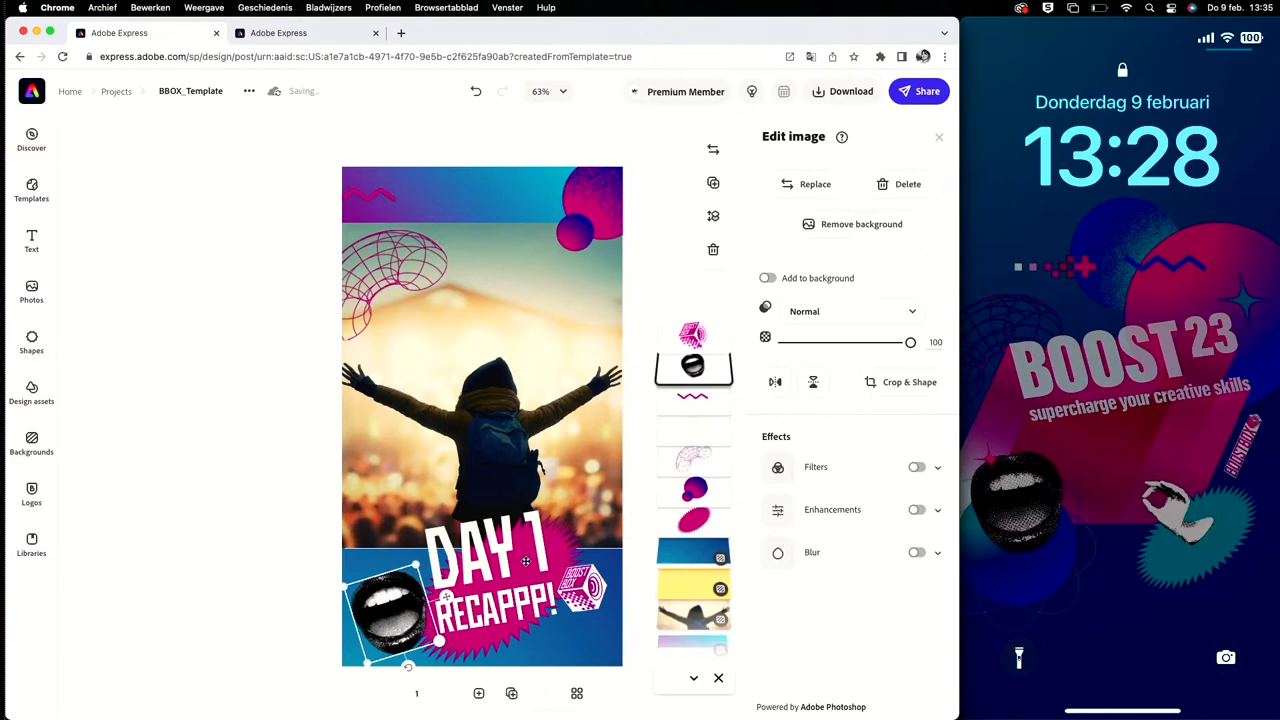 Chrome Archief Bewerken Weergave Geschiedenis Bladwijzers Profielen Browsertabblad Venster Hulp
Do 9 feb. 13:35
Adobe Express
Adobe Express
express.adobe.com/sp/design/post/urn:aaid:sc:US:a1e7a1cb-4971-4f70-9e5b-c2f625fa90ab?createdFromTemplate=true
Home
Projects
BBOX_Template
Saving...
63%
Premium Member
Download
Share
Discover
Templates
Text
Photos
Shapes
Design assets
Backgrounds
Logos
Libraries
DAY 1
RECAPPP!
BOOST
BOX
1
Edit image
Replace
Delete
Remove background
Add to background
Normal
100
Crop & Shape
Effects
Filters
Enhancements
Blur
Powered by Adobe Photoshop
100
Donderdag 9 februari
13:28
BOOST 23
supercharge your creative skills
BOOSTBOX